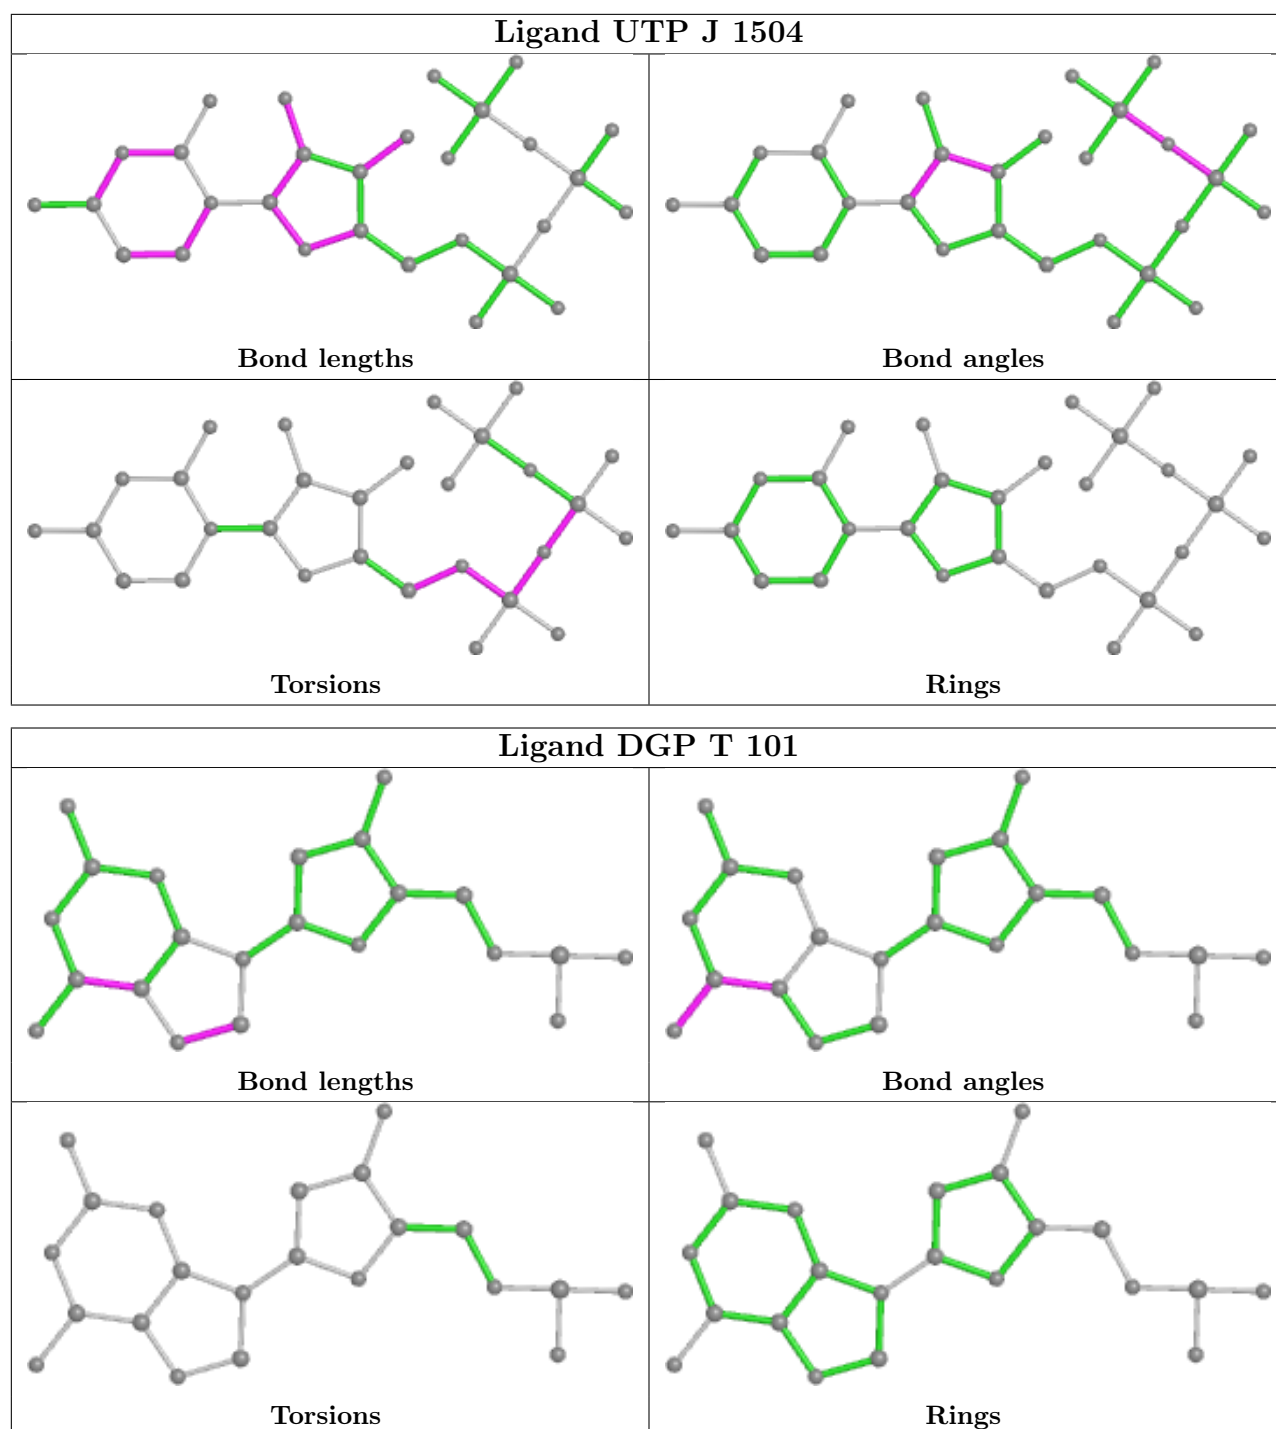 Ligand UTP J 1504
Bond lengths
Bond angles
Torsions
Rings
Ligand DGP T 101
Bond lengths
Bond angles
Torsions
Rings